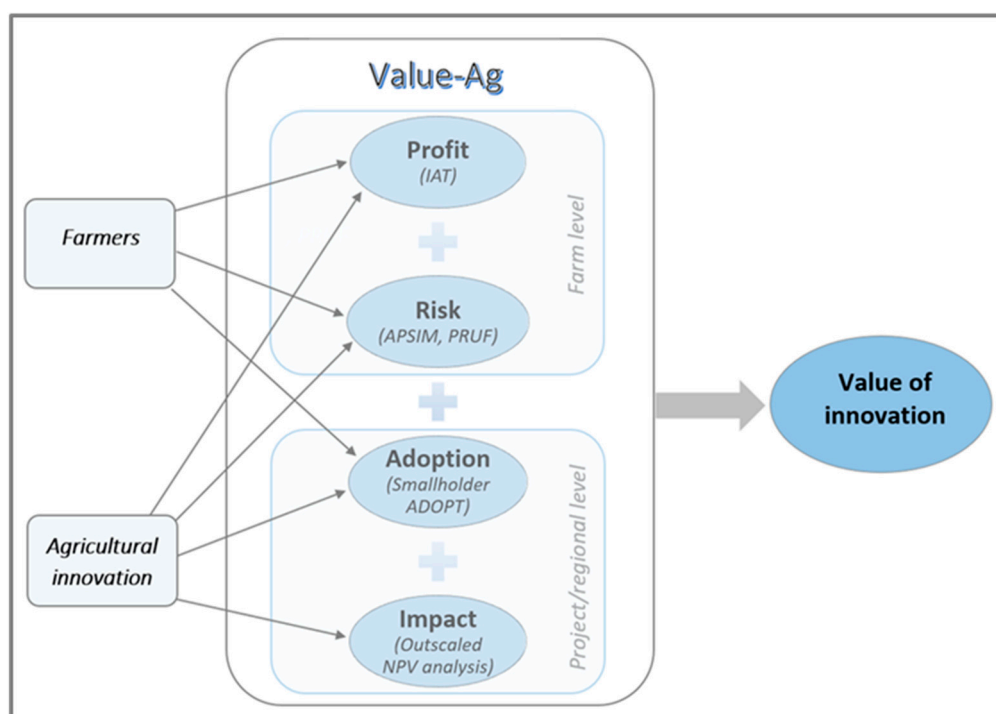 Value-Ag
Profit
(IAT)
Farm level
Farmers
Risk
(APSIM, PRUF)
Value of
innovation
Adoption
(Smallholder
ADOPT)
Project/regional level
Agricultural
innovation
Impact
(Outscaled
NPV analysis)